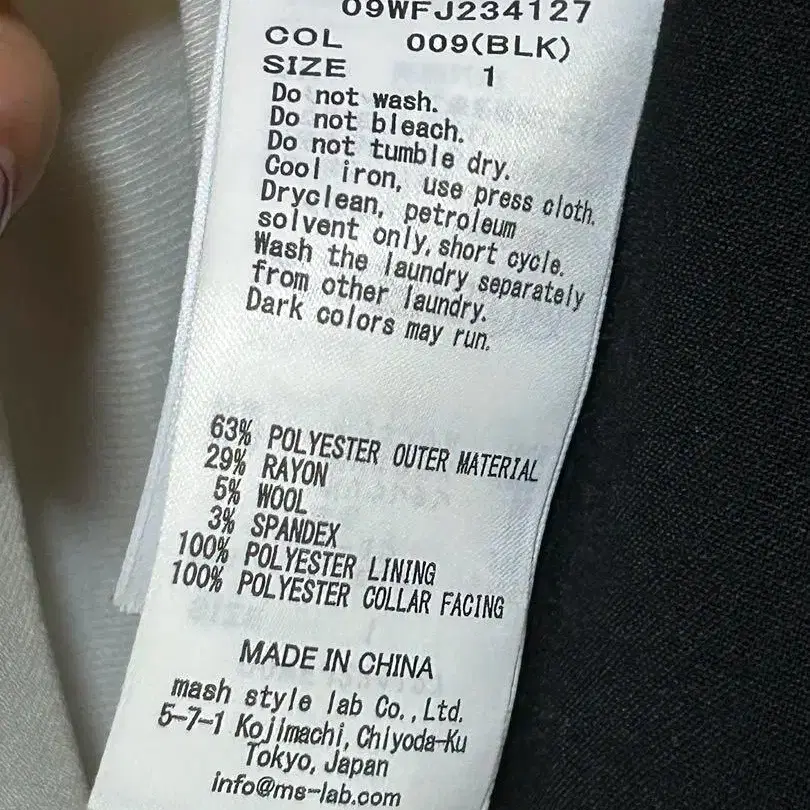 09WFJ234127
COL 009(BLK)
SIZE 1
Do not wash.
Do not bleach.
Do not tumble dry.
Cool iron, use press cloth.
Dryclean, petroleum
solvent only, short cycle.
Wash the laundry separately
from other laundry.
Dark colors may run.
63% POLYESTER OUTER MATERIAL
29% RAYON
5% WOOL
3% SPANDEX
100% POLYESTER LINING
100% POLYESTER COLLAR FACING
MADE IN CHINA
mash style lab Co., Ltd.
5-7-1 Kojimachi, Chiyoda-Ku
Tokyo, Japan
info@ms-lab.com